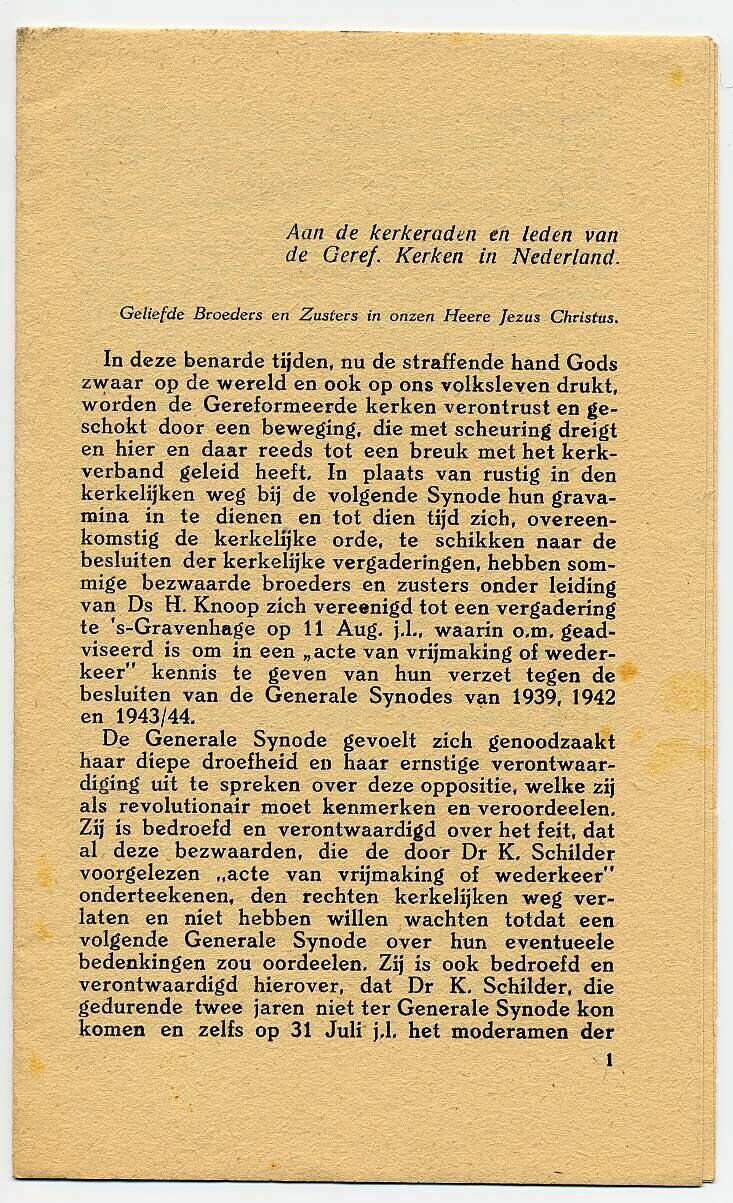 Aan de kerkeraden en leden van
de Geref. Kerken in Nederland.
Geliefde Broeders en Zusters in onzen Heere Jezus Christus.
In deze benarde tijden, nu de straffende hand Gods
zwaar op de wereld en ook op ons volksleven drukt,
worden de Gereformeerde kerken verontrust en ge-
schokt door een beweging, die met scheuring dreigt
en hier en daar reeds tot een breuk met het kerk-
verband geleid heeft. In plaats van rustig in den
kerkelijken weg bij de volgende Synode hun grava-
mina in te dienen en tot dien tijd zich, overeen-
komstig de kerkelijke orde, te schikken naar de
besluiten der kerkelijke vergaderingen, hebben som-
mige bezwaarde broeders en zusters onder leiding
van Ds H. Knoop zich vereenigd tot een vergadering
te 's-Gravenhage op 11 Aug. j.l., waarin o.m. gead-
viseerd is om in een „acte van vrijmaking of weder-
keer" kennis te geven van hun verzet tegen de
besluiten van de Generale Synodes van 1939, 1942
en 1943/44.
De Generale Synode gevoelt zich genoodzaakt
haar diepe droefheid en haar ernstige verontwaar-
diging uit te spreken over deze oppositie, welke zij
als revolutionair moet kenmerken en veroordeelen.
Zij is bedroefd en verontwaardigd over het feit, dat
al deze bezwaarden, die de door Dr K. Schilder
voorgelezen „acte van vrijmaking of wederkeer"
onderteekenen, den rechten kerkelijken weg ver-
laten en niet hebben willen wachten totdat een
volgende Generale Synode over hun eventueele
bedenkingen zou oordeelen. Zij is ook bedroefd en
verontwaardigd hierover, dat Dr K. Schilder, die
gedurende twee jaren niet ter Generale Synode kon
komen en zelfs op 31 Juli j.l. het moderamen der
1